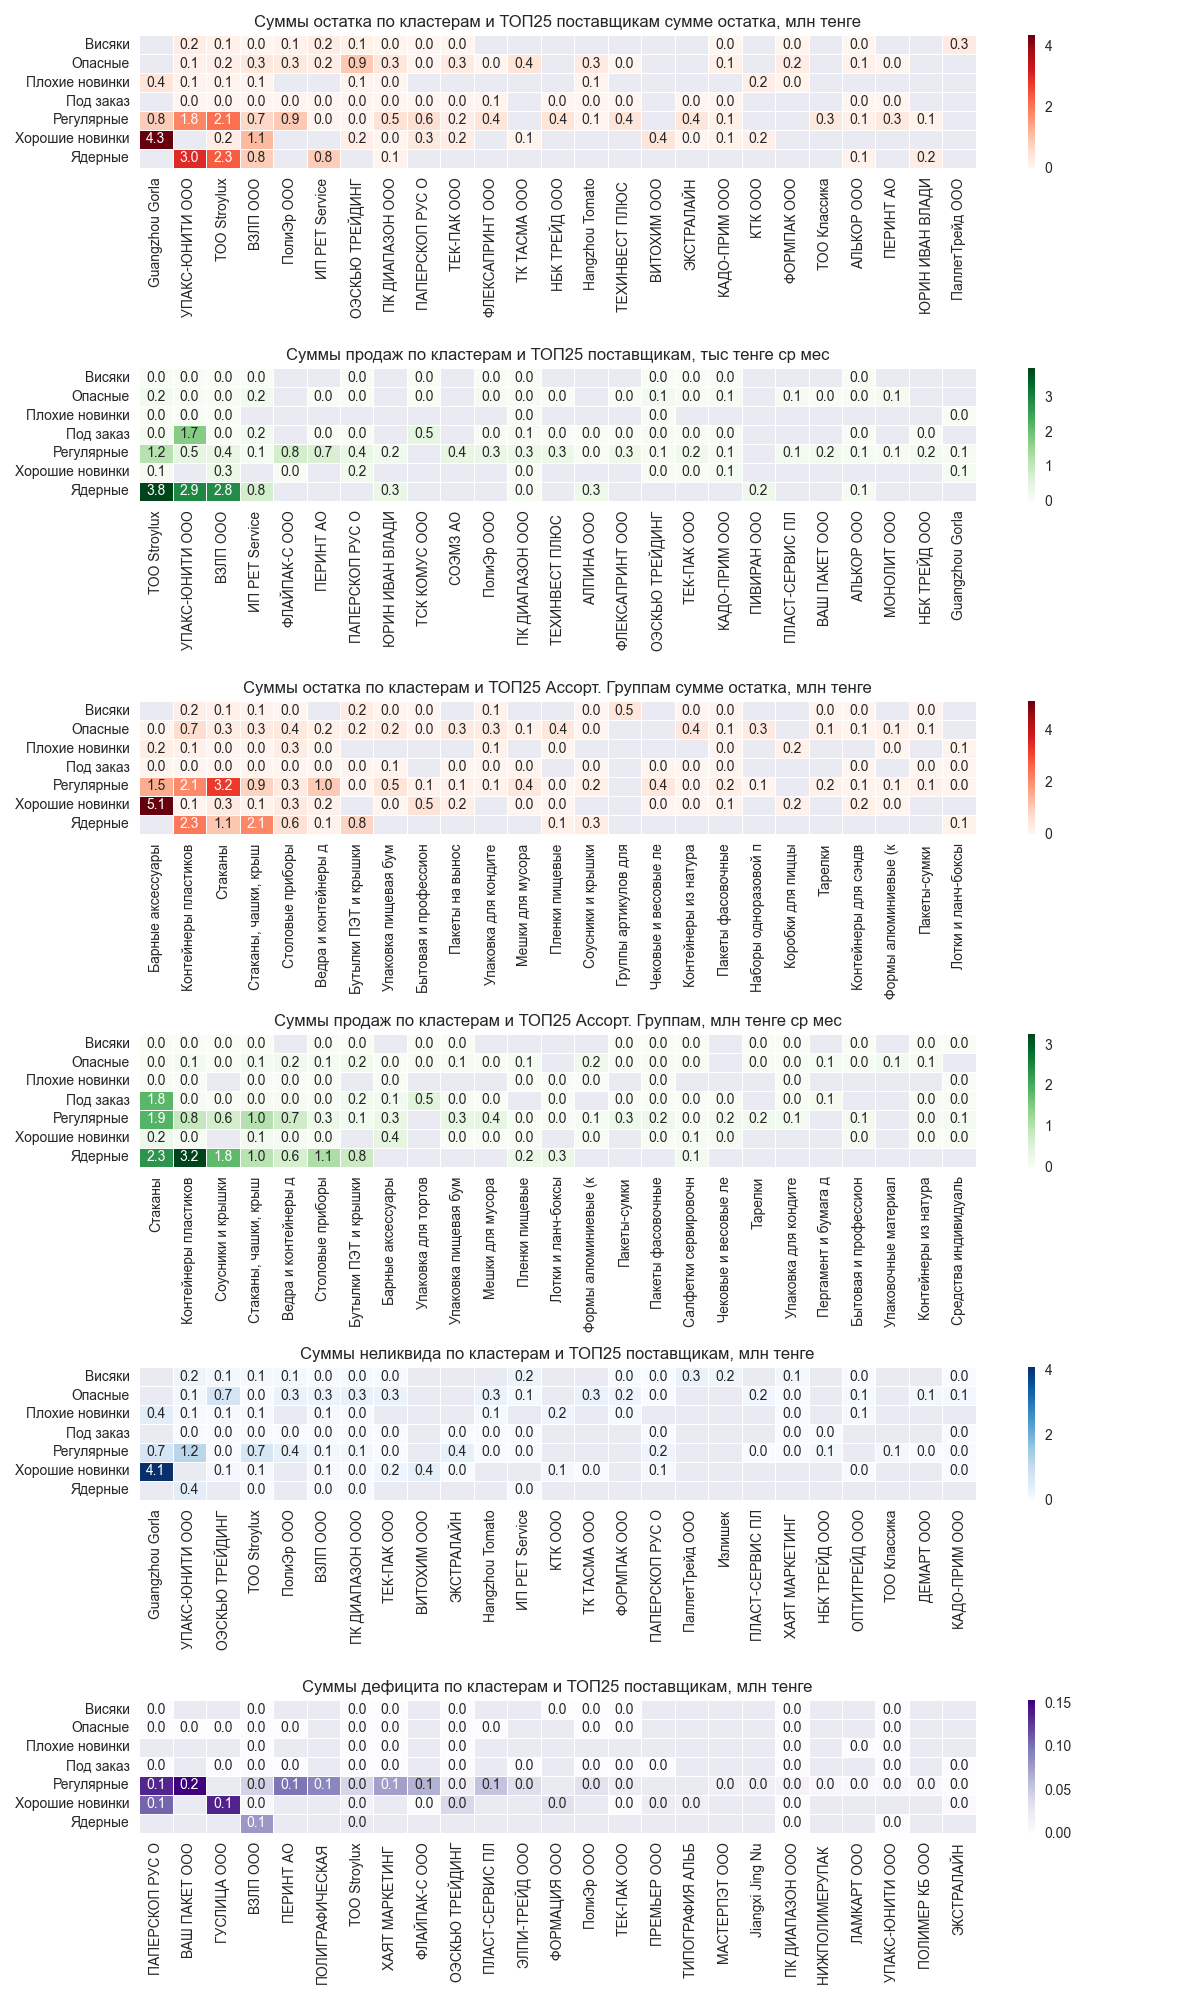 Суммы остатка по кластерам и ТОП25 поставщикам сумме остатка, млн тенге
Висяки 0.2 0.1 0.0 0.1 0.2 0.1 0.0 0.0 0.0 0.0 0.0 0.0 0.3
Опасные 0.1 0.2 0.3 0.3 0.2 0.9 0.3 0.0 0.3 0.0 0.4 0.3 0.0 0.1 0.2 0.1 0.0
Плохие новинки 0.4 0.1 0.1 0.1 0.1 0.0 0.1 0.2 0.0
Под заказ 0.0 0.0 0.0 0.0 0.0 0.0 0.0 0.0 0.0 0.1 0.0 0.0 0.0 0.0 0.0 0.0 0.0
Регулярные 0.8 1.8 2.1 0.7 0.9 0.0 0.0 0.5 0.6 0.2 0.4 0.4 0.1 0.4 0.4 0.1 0.3 0.1 0.3 0.1
Хорошие новинки 4.3 0.2 1.1 0.2 0.0 0.3 0.2 0.1 0.4 0.0 0.1 0.2
Ядерные 3.0 2.3 0.8 0.8 0.1 0.1 0.2
4
2
0
Guangzhou Gorla
УПАКС-ЮНИТИ ООО
ТОО Stroylux
ВЗЛП ООО
ПолиЭр ООО
ИП PET Service
ОЭСКЬЮ ТРЕЙДИНГ
ПК ДИАПАЗОН ООО
ПАПЕРСКОП РУС О
ТЕК-ПАК ООО
ФЛЕКСАПРИНТ ООО
ТК ТАСМА ООО
НБК ТРЕЙД ООО
Hangzhou Tomato
ТЕХИНВЕСТ ПЛЮС
ВИТОХИМ ООО
ЭКСТРАЛАЙН
КАДО-ПРИМ ООО
КТК ООО
ФОРМПАК ООО
ТОО Классика
АЛЬКОР ООО
ПЕРИНТ АО
ЮРИН ИВАН ВЛАДИ
ПаллетТрейд ООО
Суммы продаж по кластерам и ТОП25 поставщикам, тыс тенге ср мес
Висяки 0.0 0.0 0.0 0.0 0.0 0.0 0.0 0.0 0.0 0.0 0.0 0.0
Опасные 0.2 0.0 0.0 0.2 0.0 0.0 0.0 0.0 0.0 0.0 0.0 0.1 0.0 0.1 0.1 0.0 0.0 0.1
Плохие новинки 0.0 0.0 0.0 0.0 0.0 0.0
Под заказ 0.0 1.7 0.0 0.2 0.0 0.0 0.5 0.0 0.1 0.0 0.0 0.0 0.0 0.0 0.0 0.0 0.0
Регулярные 1.2 0.5 0.4 0.1 0.8 0.7 0.4 0.2 0.4 0.3 0.3 0.3 0.0 0.3 0.1 0.2 0.1 0.1 0.2 0.1 0.1 0.2 0.1
Хорошие новинки 0.1 0.3 0.0 0.2 0.0 0.0 0.0 0.1 0.1
Ядерные 3.8 2.9 2.8 0.8 0.3 0.0 0.3 0.2 0.1
3
2
1
0
ТОО Stroylux
УПАКС-ЮНИТИ ООО
ВЗЛП ООО
ИП PET Service
ФЛАЙПАК-С ООО
ПЕРИНТ АО
ПАПЕРСКОП РУС О
ЮРИН ИВАН ВЛАДИ
ТСК КОМУС ООО
СОЭМЗ АО
ПолиЭр ООО
ПК ДИАПАЗОН ООО
ТЕХИНВЕСТ ПЛЮС
АЛПИНА ООО
ФЛЕКСАПРИНТ ООО
ОЭСКЬЮ ТРЕЙДИНГ
ТЕК-ПАК ООО
КАДО-ПРИМ ООО
ПИВИРАН ООО
ПЛАСТ-СЕРВИС ПЛ
ВАШ ПАКЕТ ООО
АЛЬКОР ООО
МОНОЛИТ ООО
НБК ТРЕЙД ООО
Guangzhou Gorla
Суммы остатка по кластерам и ТОП25 Ассорт. Группам сумме остатка, млн тенге
Висяки 0.2 0.1 0.1 0.0 0.2 0.0 0.0 0.1 0.5 0.0 0.0 0.0 0.0 0.0
Опасные 0.0 0.7 0.3 0.3 0.4 0.2 0.2 0.2 0.0 0.3 0.3 0.1 0.4 0.0 0.4 0.1 0.3 0.1 0.1 0.1 0.1
Плохие новинки 0.2 0.1 0.0 0.0 0.3 0.0 0.1 0.0 0.0 0.2 0.0 0.1
Под заказ 0.0 0.0 0.0 0.0 0.0 0.0 0.1 0.0 0.0 0.0 0.0 0.0 0.0 0.0 0.0 0.0 0.0
Регулярные 1.5 2.1 3.2 0.9 0.3 1.0 0.0 0.5 0.1 0.1 0.1 0.4 0.0 0.2 0.4 0.0 0.2 0.1 0.2 0.1 0.1 0.1 0.0
Хорошие новинки 5.1 0.1 0.3 0.1 0.3 0.2 0.0 0.5 0.2 0.0 0.0 0.0 0.0 0.1 0.2 0.2 0.0
Ядерные 2.3 1.1 2.1 0.6 0.1 0.8 0.1 0.3 0.1
4
2
0
Барные аксессуары
Контейнеры пластиков
Стаканы
Стаканы, чашки, крыш
Столовые приборы
Ведра и контейнеры д
Бутылки ПЭТ и крышки
Упаковка пищевая бум
Бытовая и профессион
Пакеты на вынос
Упаковка для кондите
Мешки для мусора
Пленки пищевые
Соусники и крышки
Группы артикулов для
Чековые и весовые ле
Контейнеры из натура
Пакеты фасовочные
Наборы одноразовой п
Коробки для пиццы
Тарелки
Контейнеры для сэндв
Формы алюминиевые (к
Пакеты-сумки
Лотки и ланч-боксы
Суммы продаж по кластерам и ТОП25 Ассорт. Группам, млн тенге ср мес
Висяки 0.0 0.0 0.0 0.0 0.0 0.0 0.0 0.0 0.0 0.0 0.0 0.0 0.0 0.0 0.0
Опасные 0.0 0.1 0.0 0.1 0.2 0.1 0.2 0.0 0.0 0.1 0.0 0.1 0.2 0.0 0.0 0.0 0.0 0.0 0.1 0.0 0.1 0.1
Плохие новинки 0.0 0.0 0.0 0.0 0.0 0.0 0.0 0.0 0.0 0.0 0.0 0.0
Под заказ 1.8 0.0 0.0 0.0 0.0 0.0 0.2 0.1 0.5 0.0 0.0 0.0 0.0 0.0 0.0 0.0 0.0 0.1 0.0 0.0
Регулярные 1.9 0.8 0.6 1.0 0.7 0.3 0.1 0.3 0.3 0.4 0.0 0.0 0.1 0.3 0.2 0.0 0.2 0.2 0.1 0.1 0.0 0.1
Хорошие новинки 0.2 0.0 0.1 0.0 0.0 0.4 0.0 0.0 0.0 0.0 0.0 0.1 0.0 0.0 0.0 0.0
Ядерные 2.3 3.2 1.8 1.0 0.6 1.1 0.8 0.2 0.3 0.1
3
2
1
0
Стаканы
Контейнеры пластиков
Соусники и крышки
Стаканы, чашки, крыш
Ведра и контейнеры д
Столовые приборы
Бутылки ПЭТ и крышки
Барные аксессуары
Упаковка для тортов
Упаковка пищевая бум
Мешки для мусора
Пленки пищевые
Лотки и ланч-боксы
Формы алюминиевые (к
Пакеты-сумки
Пакеты фасовочные
Салфетки сервировочн
Чековые и весовые ле
Тарелки
Упаковка для кондите
Пергамент и бумага д
Бытовая и профессион
Упаковочные материал
Контейнеры из натура
Средства индивидуаль
Суммы неликвида по кластерам и ТОП25 поставщикам, млн тенге
Висяки 0.2 0.1 0.1 0.1 0.0 0.0 0.0 0.2 0.0 0.0 0.3 0.2 0.1 0.0 0.0
Опасные 0.1 0.7 0.0 0.3 0.3 0.3 0.3 0.3 0.1 0.3 0.2 0.0 0.2 0.0 0.1 0.1 0.1
Плохие новинки 0.4 0.1 0.1 0.1 0.1 0.0 0.1 0.2 0.0 0.0 0.1
Под заказ 0.0 0.0 0.0 0.0 0.0 0.0 0.0 0.0 0.0 0.0 0.0 0.0 0.0 0.0
Регулярные 0.7 1.2 0.0 0.7 0.4 0.1 0.1 0.0 0.4 0.0 0.0 0.2 0.0 0.0 0.1 0.1 0.0 0.0
Хорошие новинки 4.1 0.1 0.1 0.1 0.0 0.2 0.4 0.0 0.1 0.0 0.1 0.0 0.0
Ядерные 0.4 0.0 0.0 0.0 0.0
4
2
0
Guangzhou Gorla
УПАКС-ЮНИТИ ООО
ОЭСКЬЮ ТРЕЙДИНГ
ТОО Stroylux
ПолиЭр ООО
ВЗЛП ООО
ПК ДИАПАЗОН ООО
ТЕК-ПАК ООО
ВИТОХИМ ООО
ЭКСТРАЛАЙН
Hangzhou Tomato
ИП PET Service
КТК ООО
ТК ТАСМА ООО
ФОРМПАК ООО
ПАПЕРСКОП РУС О
ПаллетТрейд ООО
Излишек
ПЛАСТ-СЕРВИС ПЛ
ХАЯТ МАРКЕТИНГ
НБК ТРЕЙД ООО
ОПТИТРЕЙД ООО
ТОО Классика
ДЕМАРТ ООО
КАДО-ПРИМ ООО
Суммы дефицита по кластерам и ТОП25 поставщикам, млн тенге
Висяки 0.0 0.0 0.0 0.0 0.0 0.0 0.0 0.0 0.0 0.0
Опасные 0.0 0.0 0.0 0.0 0.0 0.0 0.0 0.0 0.0 0.0 0.0 0.0 0.0
Плохие новинки 0.0 0.0 0.0 0.0 0.0 0.0 0.0
Под заказ 0.0 0.0 0.0 0.0 0.0 0.0 0.0 0.0 0.0 0.0 0.0 0.0 0.0 0.0
Регулярные 0.1 0.2 0.0 0.1 0.1 0.0 0.1 0.1 0.0 0.1 0.0 0.0 0.0 0.0 0.0 0.0 0.0 0.0 0.0 0.0 0.0
Хорошие новинки 0.1 0.1 0.0 0.0 0.0 0.0 0.0 0.0 0.0 0.0 0.0 0.0
Ядерные 0.1 0.0 0.0 0.0
0.15
0.10
0.05
0.00
ПАПЕРСКОП РУС О
ВАШ ПАКЕТ ООО
ГУСЛИЦА ООО
ВЗЛП ООО
ПЕРИНТ АО
ПОЛИГРАФИЧЕСКАЯ
ТОО Stroylux
ХАЯТ МАРКЕТИНГ
ФЛАЙПАК-С ООО
ОЭСКЬЮ ТРЕЙДИНГ
ПЛАСТ-СЕРВИС ПЛ
ЭЛПИ-ТРЕЙД ООО
ФОРМАЦИЯ ООО
ПолиЭр ООО
ТЕК-ПАК ООО
ПРЕМЬЕР ООО
ТИПОГРАФИЯ АЛЬБ
МАСТЕРПЭТ ООО
Jiangxi Jing Nu
ПК ДИАПАЗОН ООО
НИЖПОЛИМЕРУПАК
ЛАМКАРТ ООО
УПАКС-ЮНИТИ ООО
ПОЛИМЕР КБ ООО
ЭКСТРАЛАЙН